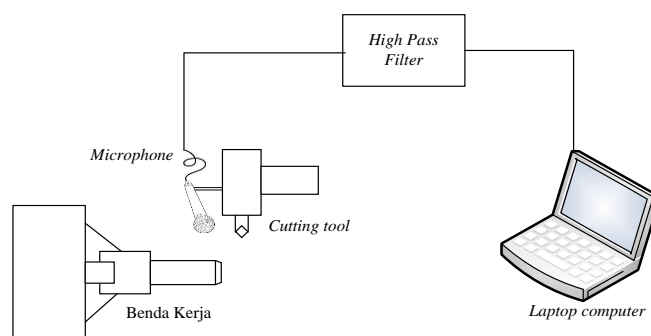 High Pass
Filter
Microphone
Cutting tool
Benda Kerja
Laptop computer